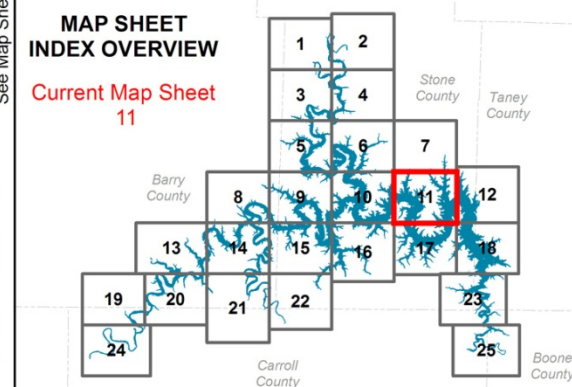 See Map She
MAP SHEET
INDEX OVERVIEW
Current Map Sheet
11
Stone
County
Taney
County
Barry
County
Carroll
County
Boone
County
1 2
3 4
5 6 7
8 9 10 11 12
13 14 15 16 17 18
19 20 21 22 23
24 25